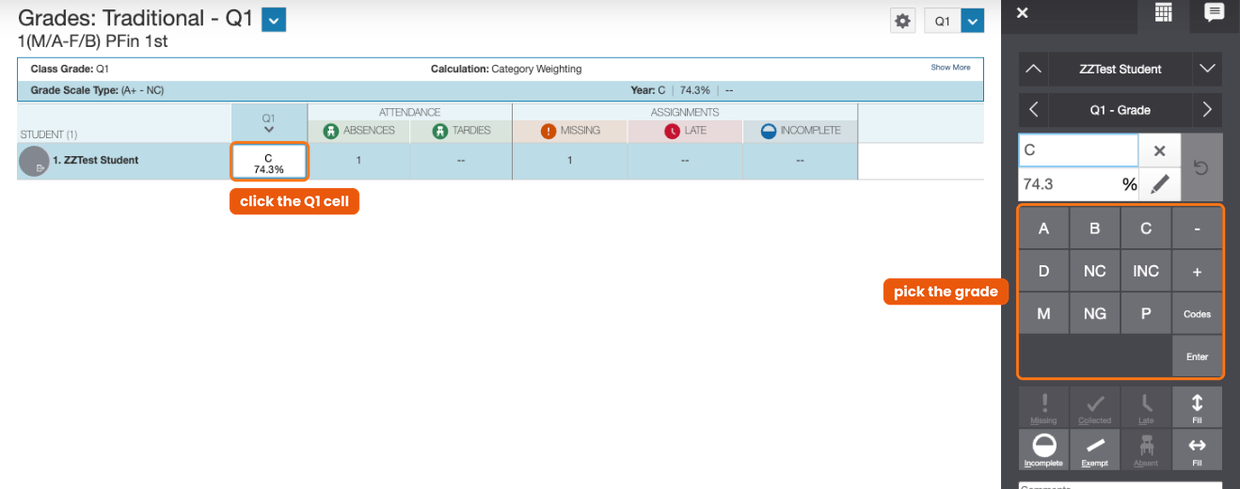 Grades: Traditional - Q1
1(M/A-F/B) PFin 1st
Q1
Class Grade: Q1
Calculation: Category Weighting
Show More
Grade Scale Type: (A+ - NC)
Year: C | 74.3% | --
STUDENT (1)
Q1
ATTENDANCE
ASSIGNMENTS
ABSENCES
TARDIES
MISSING
LATE
INCOMPLETE
1. ZZTest Student
C
74.3%
1
--
1
--
--
click the Q1 cell
ZZTest Student
Q1 - Grade
C
74.3 %
A B C -
D NC INC +
M NG P Codes
Enter
pick the grade
Missing Collected Late Fill
Incomplete Exempt Absent Fill
Comments